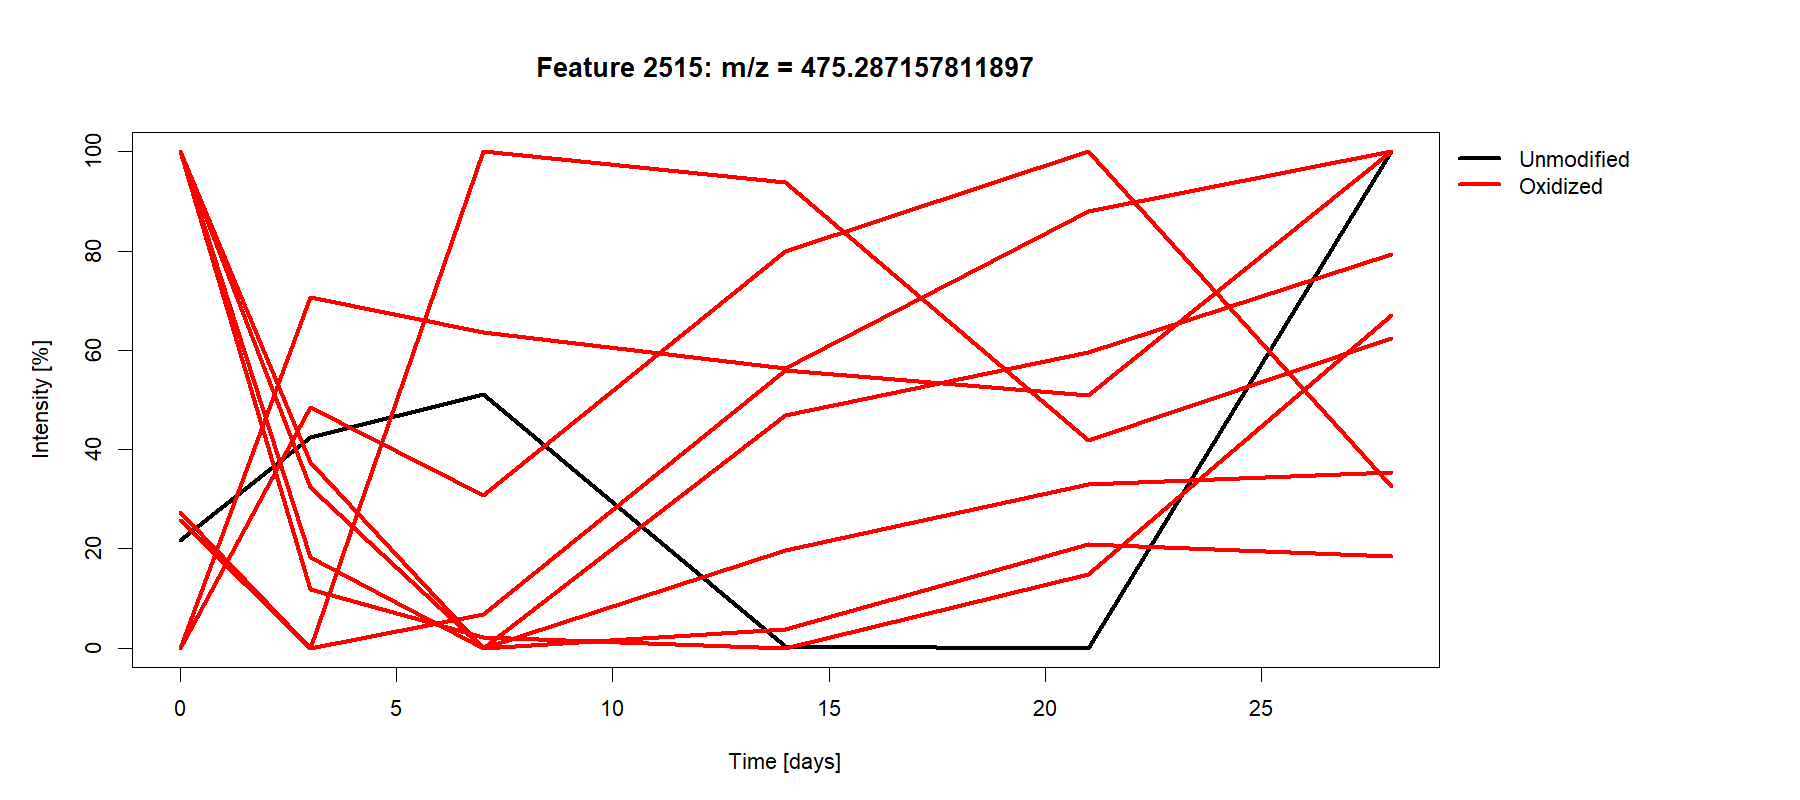 Feature 2515: m/z = 475.287157811897
Unmodified
Oxidized
Intensity [%]
100
80
60
40
20
0
0 5 10 15 20 25
Time [days]